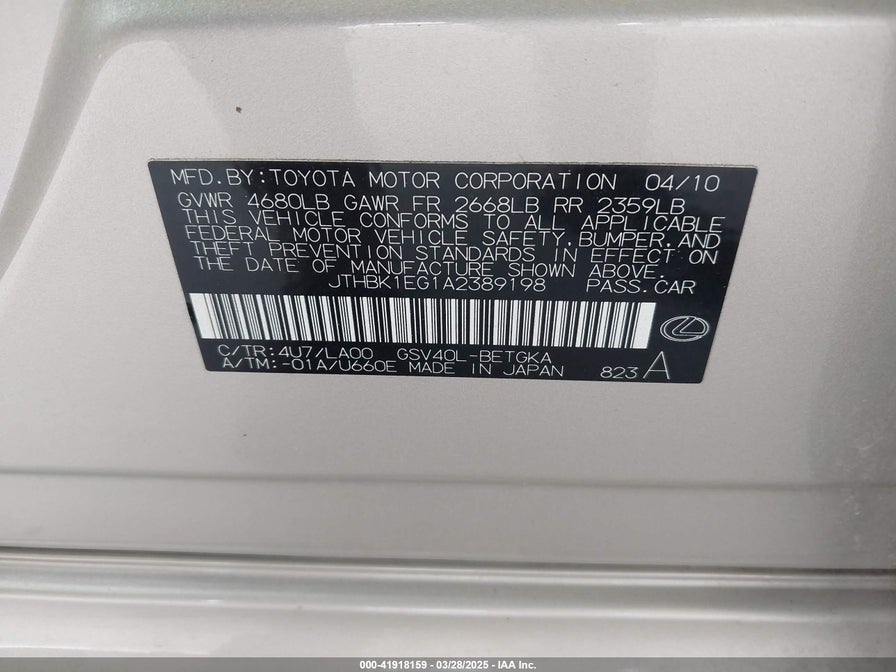 MFD.BY:TOYOTA MOTOR CORPORATION 04/10
GVWR 4680LB GAWR FR 2668LB RR 2359LB
THIS VEHICLE CONFORMS TO ALL APPLICABLE
FEDERAL MOTOR VEHICLE SAFETY,BUMPER,AND
THEFT PREVENTION STANDARDS IN EFFECT ON
THE DATE OF MANUFACTURE SHOWN ABOVE.
JTHBK1EG1A2389198 PASS.CAR
C/TR:4U7/LA00 GSV40L-BETGKA
A/TM:-01A/U660E MADE IN JAPAN 823 A
000-41918159 — 03/28/2025 — IAA Inc.